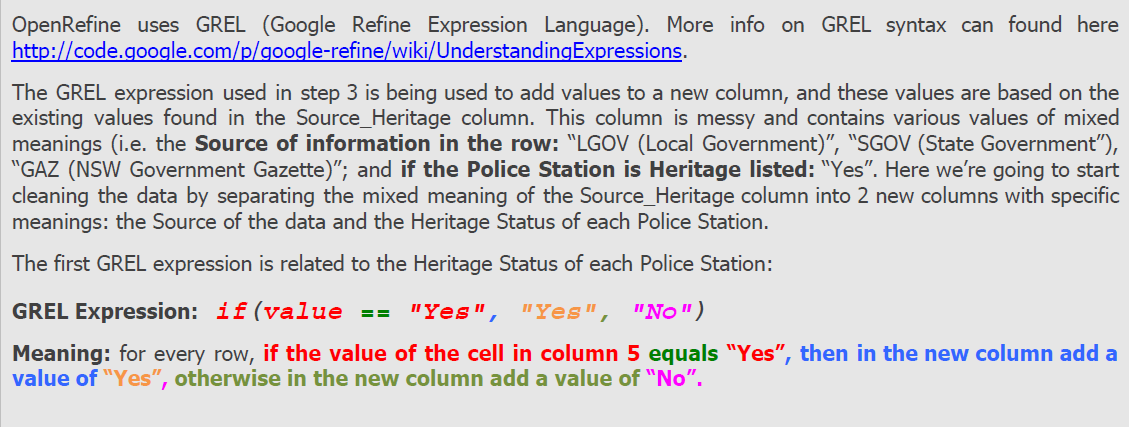 OpenRefine uses GREL (Google Refine Expression Language). More info on GREL syntax can found here
http://code.google.com/p/google-refine/wiki/UnderstandingExpressions.
The GREL expression used in step 3 is being used to add values to a new column, and these values are based on the
existing values found in the Source_Heritage column. This column is messy and contains various values of mixed
meanings (i.e. the Source of information in the row: “LGOV (Local Government)”, “SGOV (State Government”),
“GAZ (NSW Government Gazette)”; and if the Police Station is Heritage listed: “Yes”. Here we’re going to start
cleaning the data by separating the mixed meaning of the Source_Heritage column into 2 new columns with specific
meanings: the Source of the data and the Heritage Status of each Police Station.
The first GREL expression is related to the Heritage Status of each Police Station:
GREL Expression: if(value == "Yes", "Yes", "No")
Meaning: for every row, if the value of the cell in column 5 equals “Yes”, then in the new column add a
value of “Yes”, otherwise in the new column add a value of “No”.